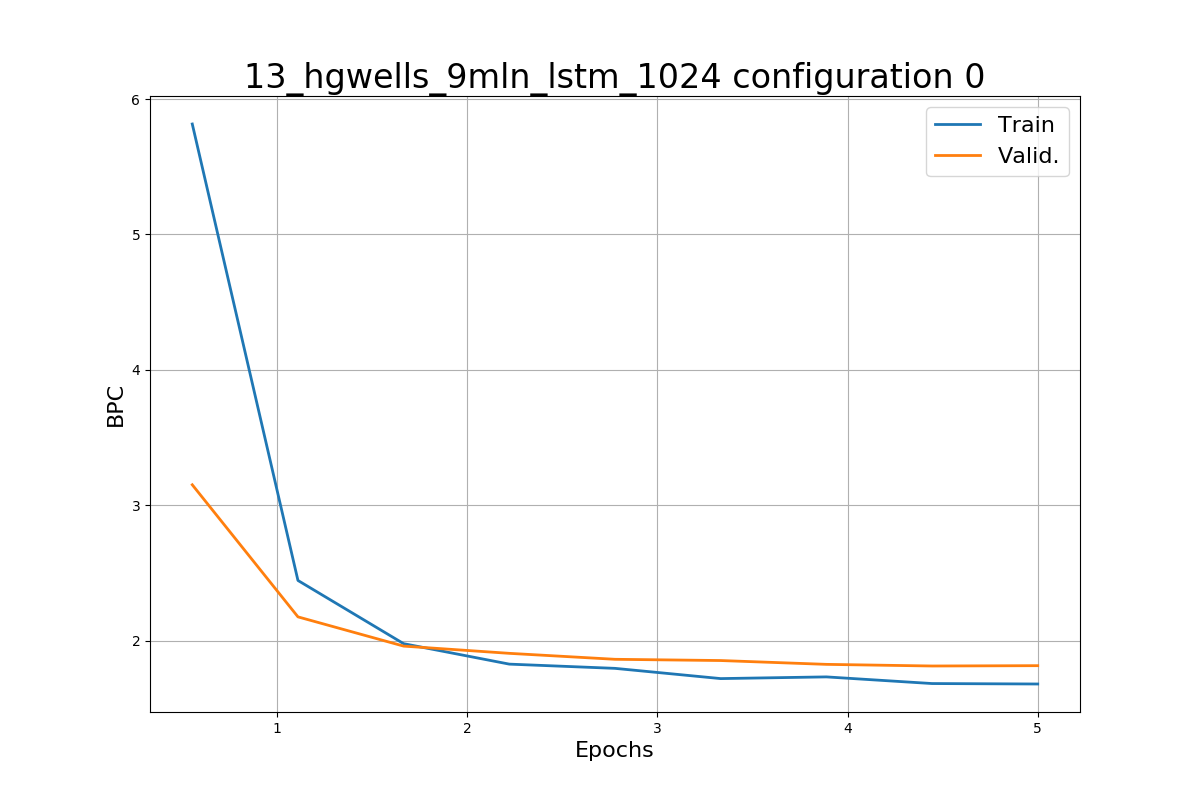 13_hgwells_9mln_lstm_1024 configuration 0
6
5
4
3
2
BPC
Train
Valid.
1 2 3 4 5
Epochs